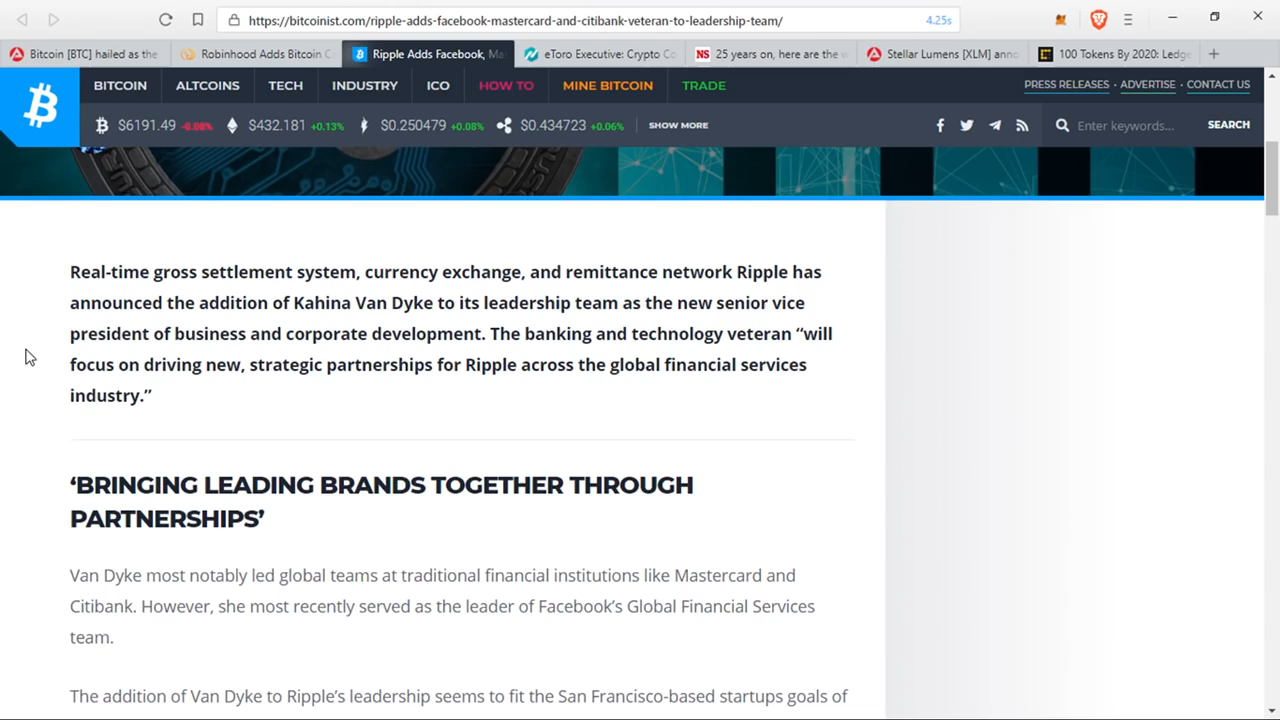 https://bitcoinist.com/ripple-adds-facebook-mastercard-and-citibank-veteran-to-leadership-team/
4.25s
Bitcoin [BTC] hailed as the
Robinhood Adds Bitcoin C
Ripple Adds Facebook, Ma
eToro Executive: Crypto Co
NS 25 years on, here are the w
Stellar Lumens [XLM] anno
100 Tokens By 2020: Ledge
BITCOIN
ALTCOINS
TECH
INDUSTRY
ICO
HOW TO
MINE BITCOIN
TRADE
PRESS RELEASES · ADVERTISE · CONTACT US
$6191.49 -0.08%
$432.181 +0.13%
$0.250479 +0.08%
$0.434723 +0.06%
SHOW MORE
Enter keywords...
SEARCH
Real-time gross settlement system, currency exchange, and remittance network Ripple has
announced the addition of Kahina Van Dyke to its leadership team as the new senior vice
president of business and corporate development. The banking and technology veteran “will
focus on driving new, strategic partnerships for Ripple across the global financial services
industry.”
‘BRINGING LEADING BRANDS TOGETHER THROUGH
PARTNERSHIPS’
Van Dyke most notably led global teams at traditional financial institutions like Mastercard and
Citibank. However, she most recently served as the leader of Facebook’s Global Financial Services
team.
The addition of Van Dyke to Ripple’s leadership seems to fit the San Francisco-based startups goals of